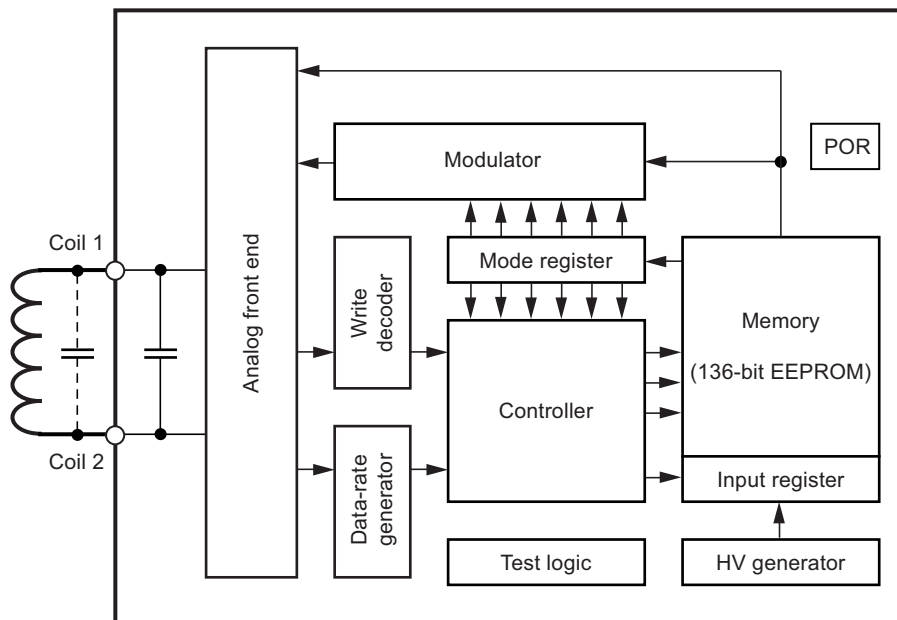 POR
Modulator
Coil 1
Mode register
Analog front end
Write
decoder
Memory
(136-bit EEPROM)
Controller
Coil 2
Data-rate
generator
Input register
Test logic
HV generator